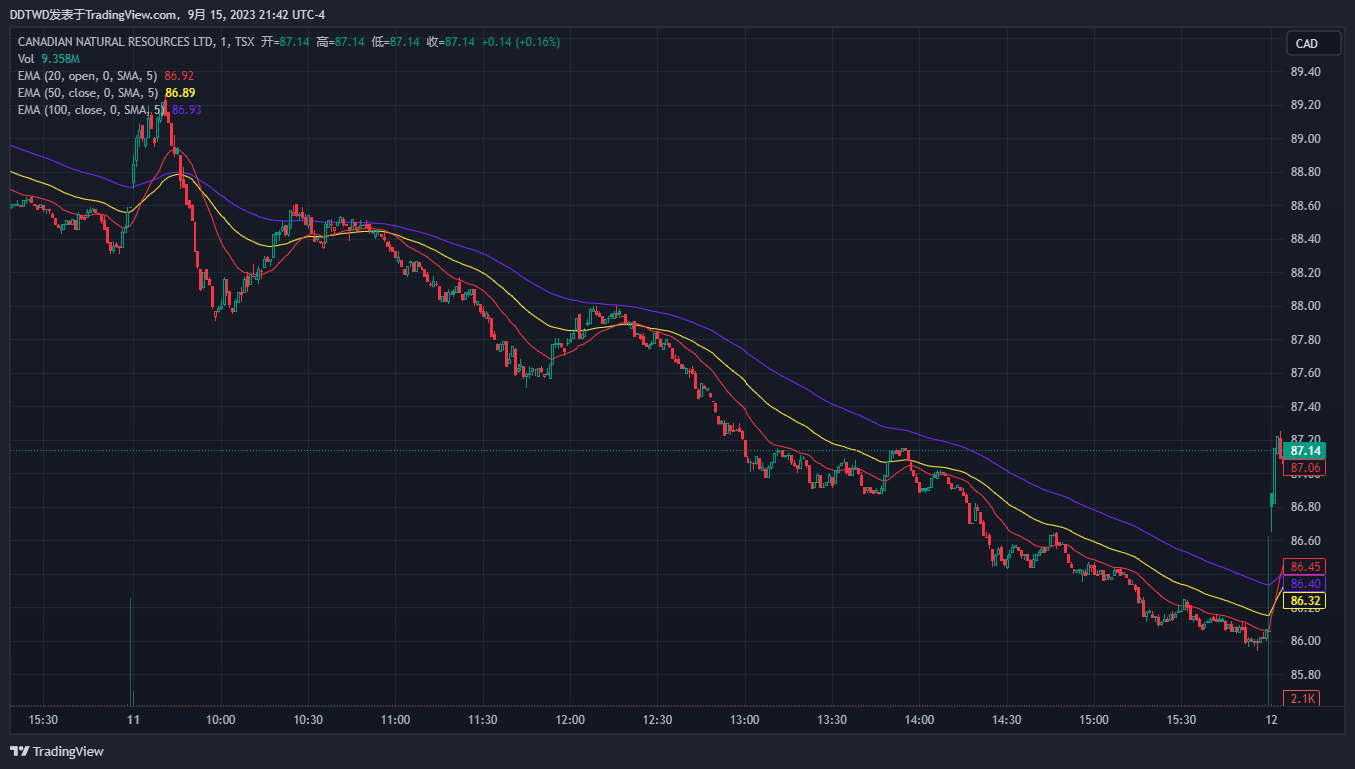 DDTWD发表于TradingView.com，9月 15, 2023 21:42 UTC-4
CANADIAN NATURAL RESOURCES LTD, 1, TSX 开=87.14 高=87.14 低=87.14 收=87.14 +0.14 (+0.16%)
CAD
Vol 9.358M
EMA (20, open, 0, SMA, 5) 86.92
EMA (50, close, 0, SMA, 5) 86.89
EMA (100, close, 0, SMA, 5) 86.93
89.40
89.20
89.00
88.80
88.60
88.40
88.20
88.00
87.80
87.60
87.40
87.20
87.14
87.06
86.80
86.60
86.45
86.40
86.32
86.00
85.80
2.1K
15:30 11 10:00 10:30 11:00 11:30 12:00 12:30 13:00 13:30 14:00 14:30 15:00 15:30 12
TradingView